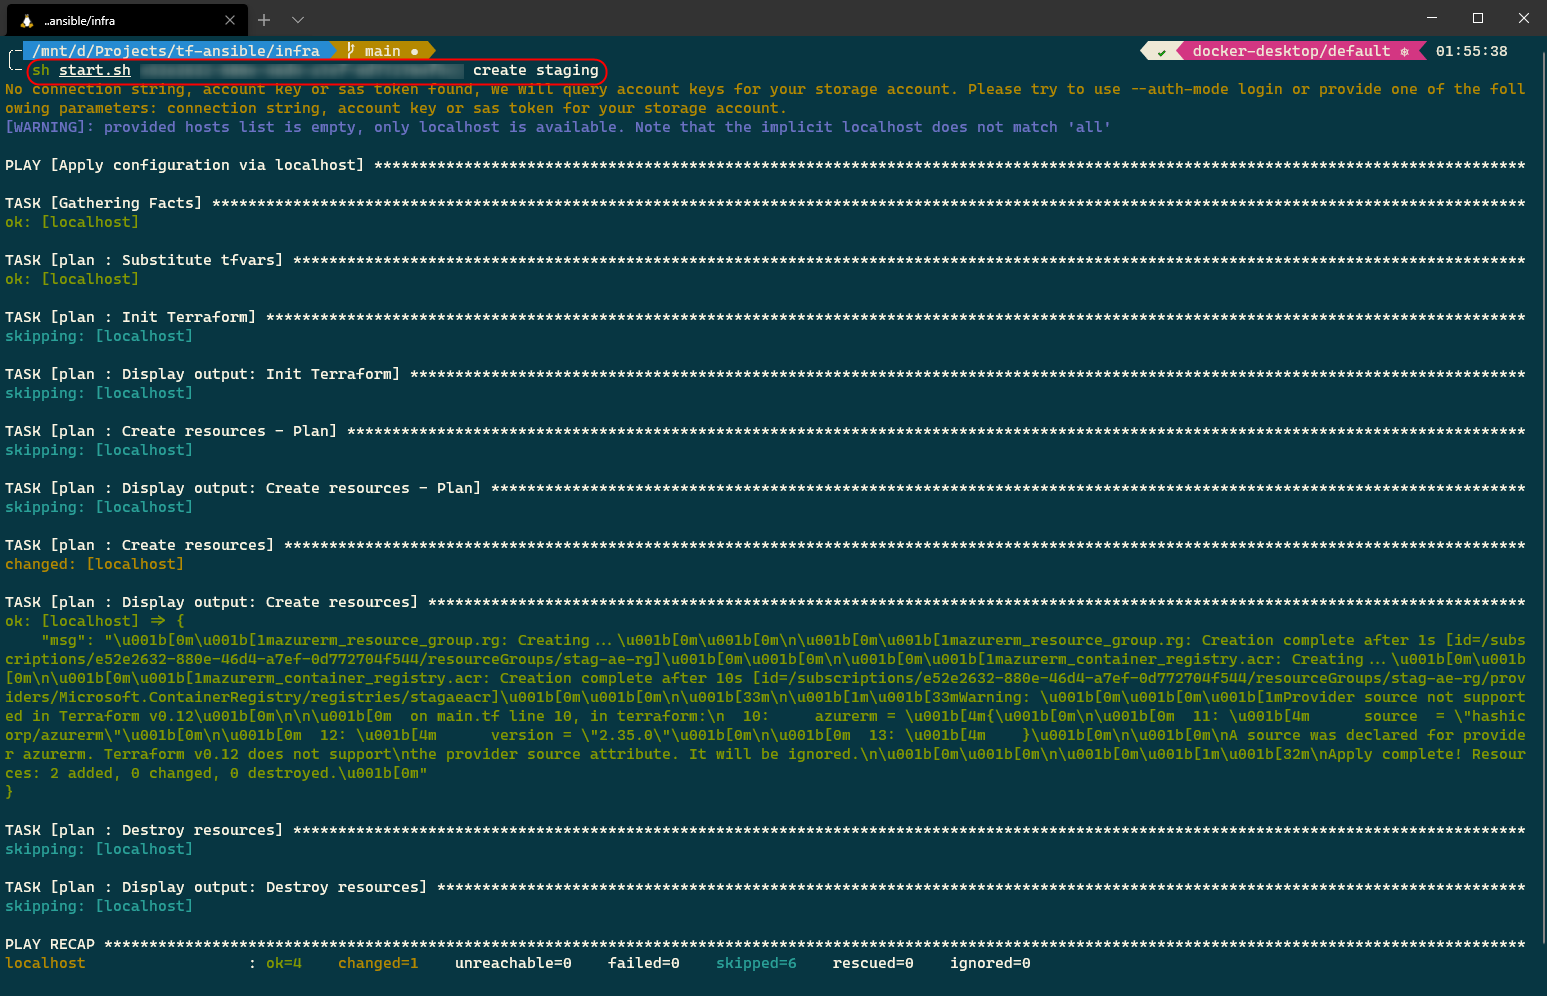 ..ansible/infra
/mnt/d/Projects/tf-ansible/infra main ● ✔ docker-desktop/default ⎈ 01:55:38
sh start.sh create staging
No connection string, account key or sas token found, we will query account keys for your storage account. Please try to use --auth-mode login or provide one of the foll
owing parameters: connection string, account key or sas token for your storage account.
[WARNING]: provided hosts list is empty, only localhost is available. Note that the implicit localhost does not match 'all'
PLAY [Apply configuration via localhost] ********************************************************************************************************************************
TASK [Gathering Facts] **************************************************************************************************************************************************
ok: [localhost]
TASK [plan : Substitute tfvars] *****************************************************************************************************************************************
ok: [localhost]
TASK [plan : Init Terraform] ********************************************************************************************************************************************
skipping: [localhost]
TASK [plan : Display output: Init Terraform] ****************************************************************************************************************************
skipping: [localhost]
TASK [plan : Create resources - Plan] ***********************************************************************************************************************************
skipping: [localhost]
TASK [plan : Display output: Create resources - Plan] *******************************************************************************************************************
skipping: [localhost]
TASK [plan : Create resources] ******************************************************************************************************************************************
changed: [localhost]
TASK [plan : Display output: Create resources] **************************************************************************************************************************
ok: [localhost] => {
"msg": "\u001b[0m\u001b[1mazurerm_resource_group.rg: Creating...\u001b[0m\u001b[0m\n\u001b[0m\u001b[1mazurerm_resource_group.rg: Creation complete after 1s [id=/subs
criptions/e52e2632-880e-46d4-a7ef-0d772704f544/resourceGroups/stag-ae-rg]\u001b[0m\u001b[0m\n\u001b[0m\u001b[1mazurerm_container_registry.acr: Creating...\u001b[0m\u001b
[0m\n\u001b[0m\u001b[1mazurerm_container_registry.acr: Creation complete after 10s [id=/subscriptions/e52e2632-880e-46d4-a7ef-0d772704f544/resourceGroups/stag-ae-rg/prov
iders/Microsoft.ContainerRegistry/registries/stagaeacr]\u001b[0m\u001b[0m\n\u001b[33m\n\u001b[1m\u001b[33mWarning: \u001b[0m\u001b[0m\u001b[1mProvider source not support
ed in Terraform v0.12\u001b[0m\n\n\u001b[0m  on main.tf line 10, in terraform:\n  10:    azurerm = \u001b[4m{\u001b[0m\n\u001b[0m  11: \u001b[4m      source  = \"hashic
orp/azurerm\"\u001b[0m\n\u001b[0m  12: \u001b[4m      version = \"2.35.0\"\u001b[0m\n\u001b[0m  13: \u001b[4m    }\u001b[0m\n\u001b[0m\nA source was declared for provide
r azurerm. Terraform v0.12 does not support\nthe provider source attribute. It will be ignored.\n\u001b[0m\u001b[0m\n\u001b[0m\u001b[1m\u001b[32m\nApply complete! Resour
ces: 2 added, 0 changed, 0 destroyed.\u001b[0m"
}
TASK [plan : Destroy resources] *****************************************************************************************************************************************
skipping: [localhost]
TASK [plan : Display output: Destroy resources] *************************************************************************************************************************
skipping: [localhost]
PLAY RECAP **************************************************************************************************************************************************************
localhost : ok=4 changed=1 unreachable=0 failed=0 skipped=6 rescued=0 ignored=0